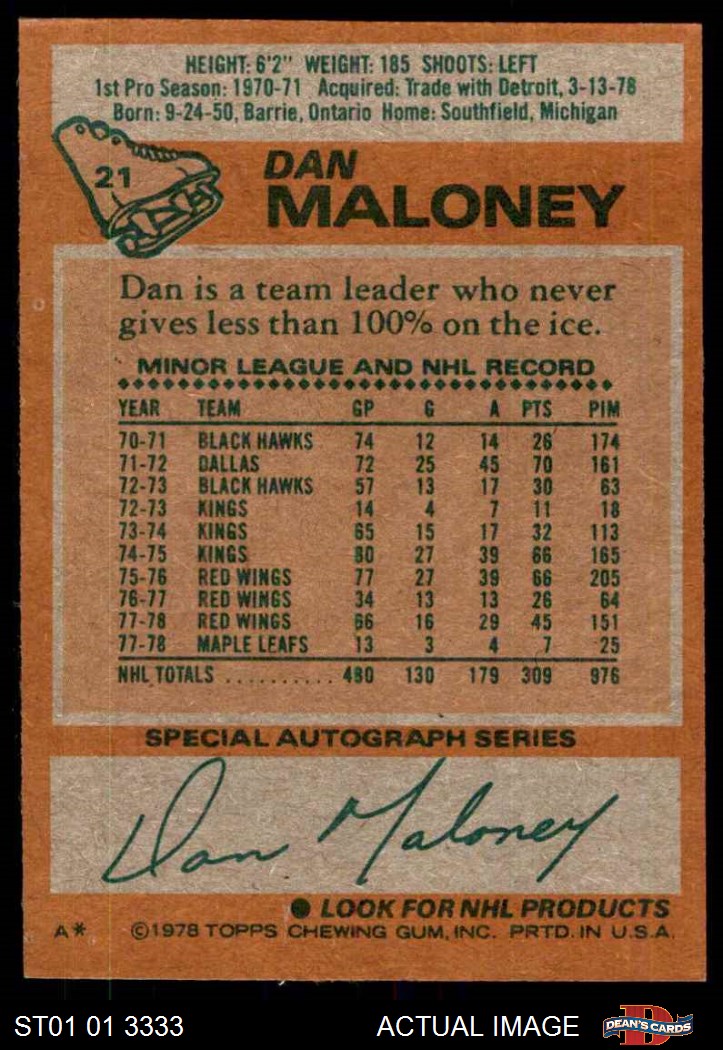 HEIGHT: 6'2" WEIGHT: 185 SHOOTS: LEFT
1st Pro Season: 1970-71 Acquired: Trade with Detroit, 3-13-78
Born: 9-24-50, Barrie, Ontario Home: Southfield, Michigan
21
DAN
MALONEY
Dan is a team leader who never
gives less than 100% on the ice.
MINOR LEAGUE AND NHL RECORD
YEAR TEAM GP G A PTS PIM
70-71 BLACK HAWKS 74 12 14 26 174
71-72 DALLAS 72 25 45 70 161
72-73 BLACK HAWKS 57 13 17 30 63
72-73 KINGS 14 4 7 11 18
73-74 KINGS 65 15 17 32 113
74-75 KINGS 80 27 39 66 165
75-76 RED WINGS 77 27 39 66 205
76-77 RED WINGS 34 13 13 26 64
77-78 RED WINGS 66 16 29 45 151
77-78 MAPLE LEAFS 13 3 4 7 25
NHL TOTALS .......... 480 130 179 309 976
SPECIAL AUTOGRAPH SERIES
Dan Maloney
● LOOK FOR NHL PRODUCTS
A* ©1978 TOPPS CHEWING GUM, INC. PRTD. IN U.S.A.
ST01 01 3333 ACTUAL IMAGE D DEAN'S CARDS